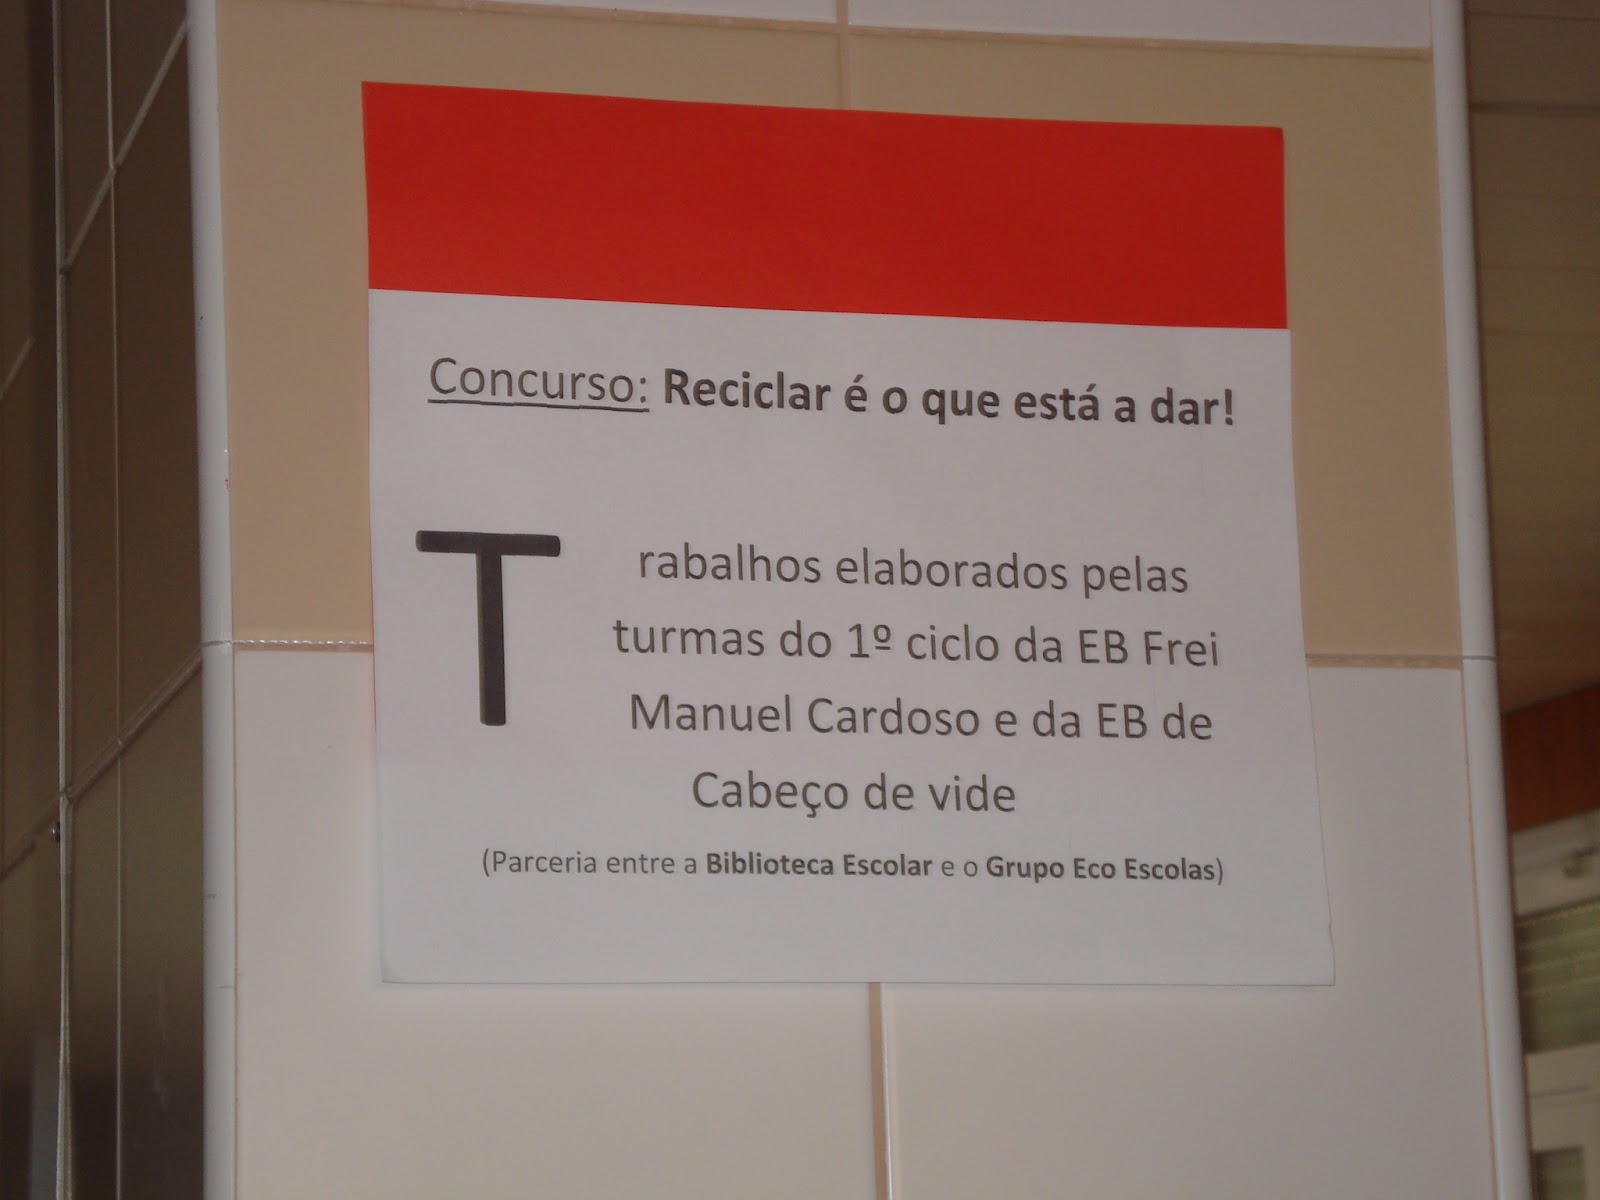 Concurso: Reciclar é o que está a dar!
Trabalhos elaborados pelas
turmas do 1º ciclo da EB Frei
Manuel Cardoso e da EB de
Cabeço de vide
(Parceria entre a Biblioteca Escolar e o Grupo Eco Escolas)